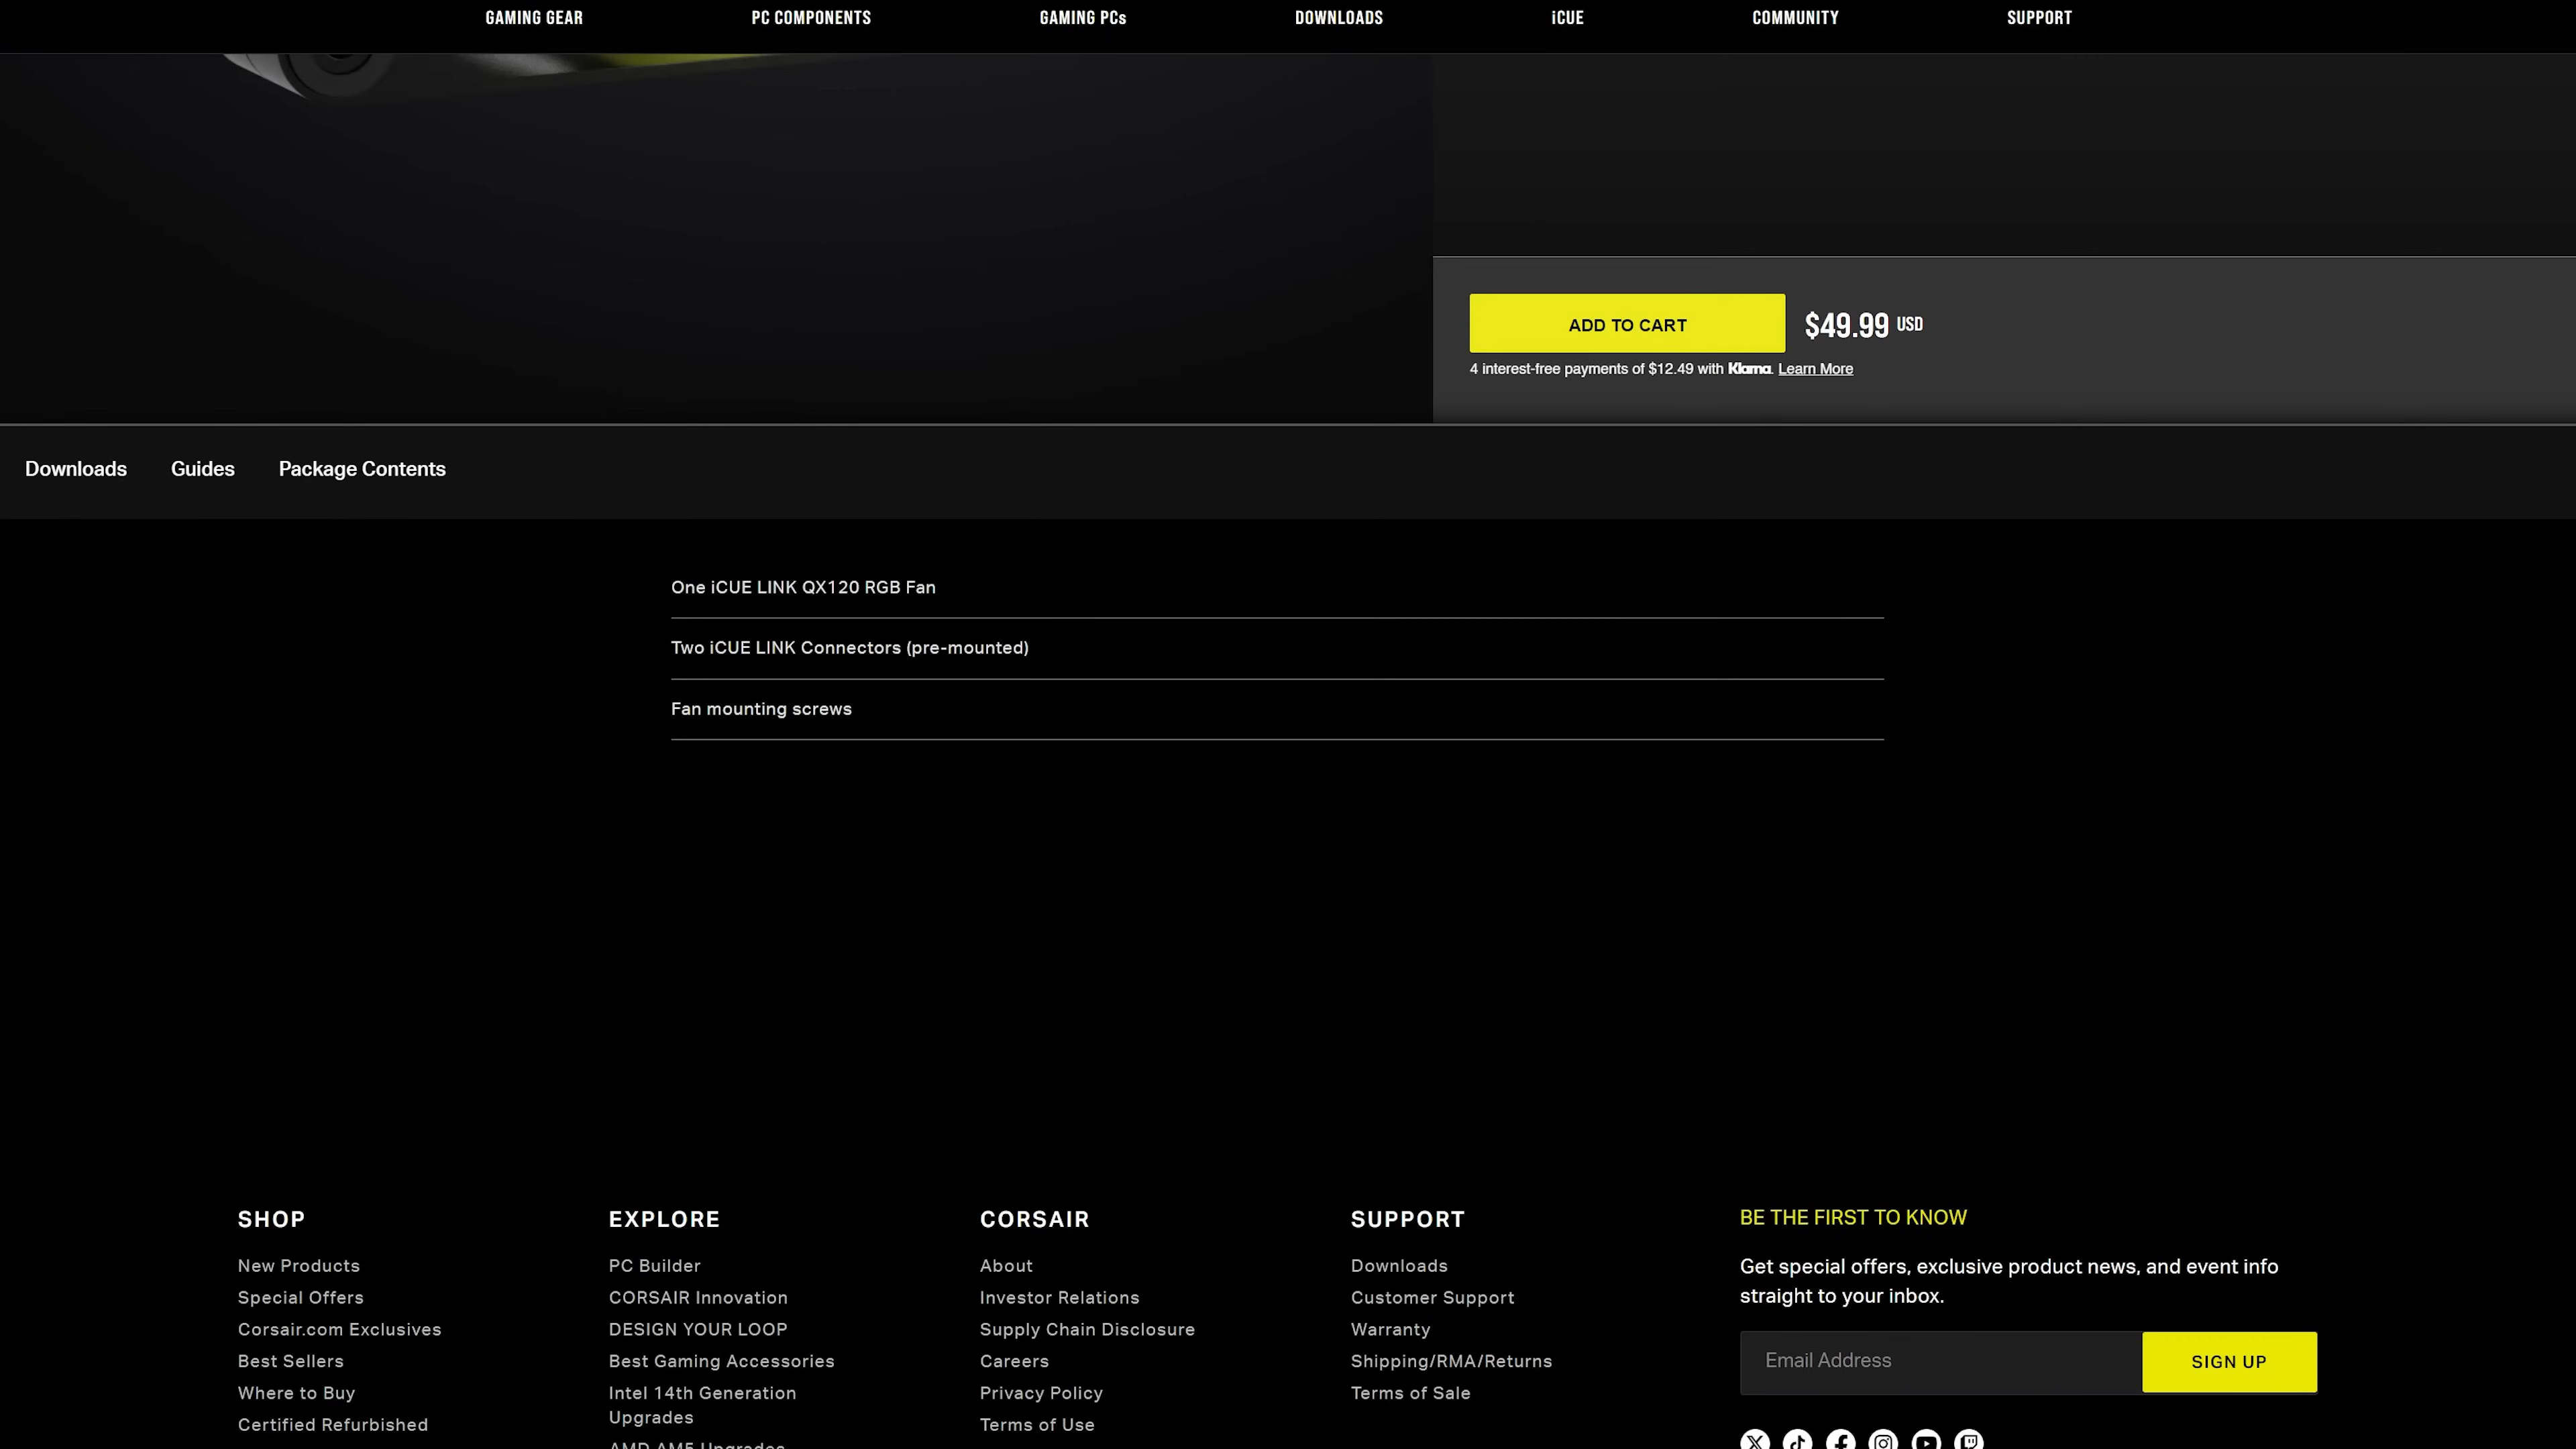 GAMING GEAR
PC COMPONENTS
GAMING PCs
DOWNLOADS
iCUE
COMMUNITY
SUPPORT
ADD TO CART
$49.99 USD
4 interest-free payments of $12.49 with Klarna. Learn More
Downloads
Guides
Package Contents
One iCUE LINK QX120 RGB Fan
Two iCUE LINK Connectors (pre-mounted)
Fan mounting screws
SHOP
New Products
Special Offers
Corsair.com Exclusives
Best Sellers
Where to Buy
Certified Refurbished
EXPLORE
PC Builder
CORSAIR Innovation
DESIGN YOUR LOOP
Best Gaming Accessories
Intel 14th Generation
Upgrades
AMD AM5 Upgrades
CORSAIR
About
Investor Relations
Supply Chain Disclosure
Careers
Privacy Policy
Terms of Use
SUPPORT
Downloads
Customer Support
Warranty
Shipping/RMA/Returns
Terms of Sale
BE THE FIRST TO KNOW
Get special offers, exclusive product news, and event info
straight to your inbox.
Email Address
SIGN UP